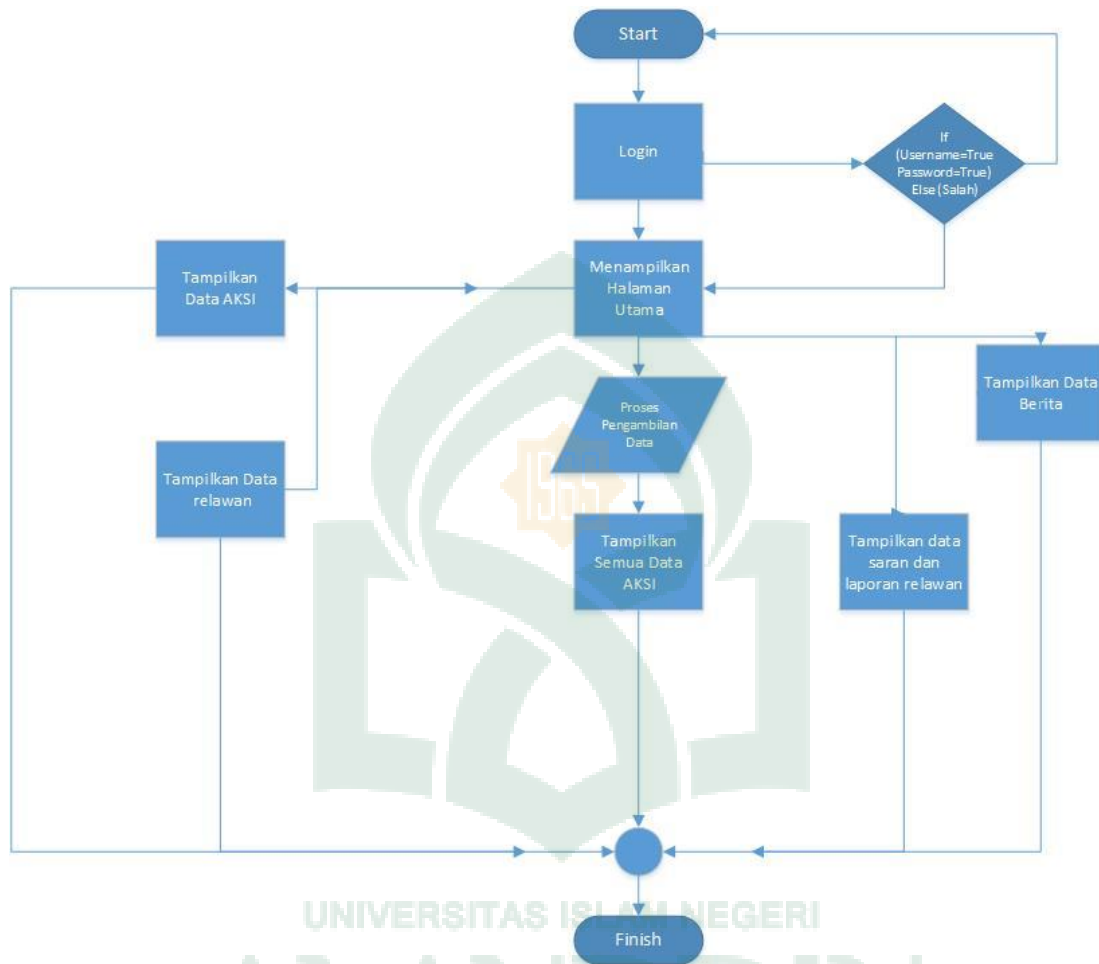 Start
Login
If
(Username=True
Password=True)
Else (Salah)
Tampilkan
Data AKSI
Menampilkan
Halaman
Utama
Tampilkan Data
Berita
Proses
Pengambilan
Data
Tampilkan Data
relawan
1965
Tampilkan
Semua Data
AKSI
Tampilkan data
saran dan
laporan relawan
UNIVERSITAS ISLAM NEGERI
Finish